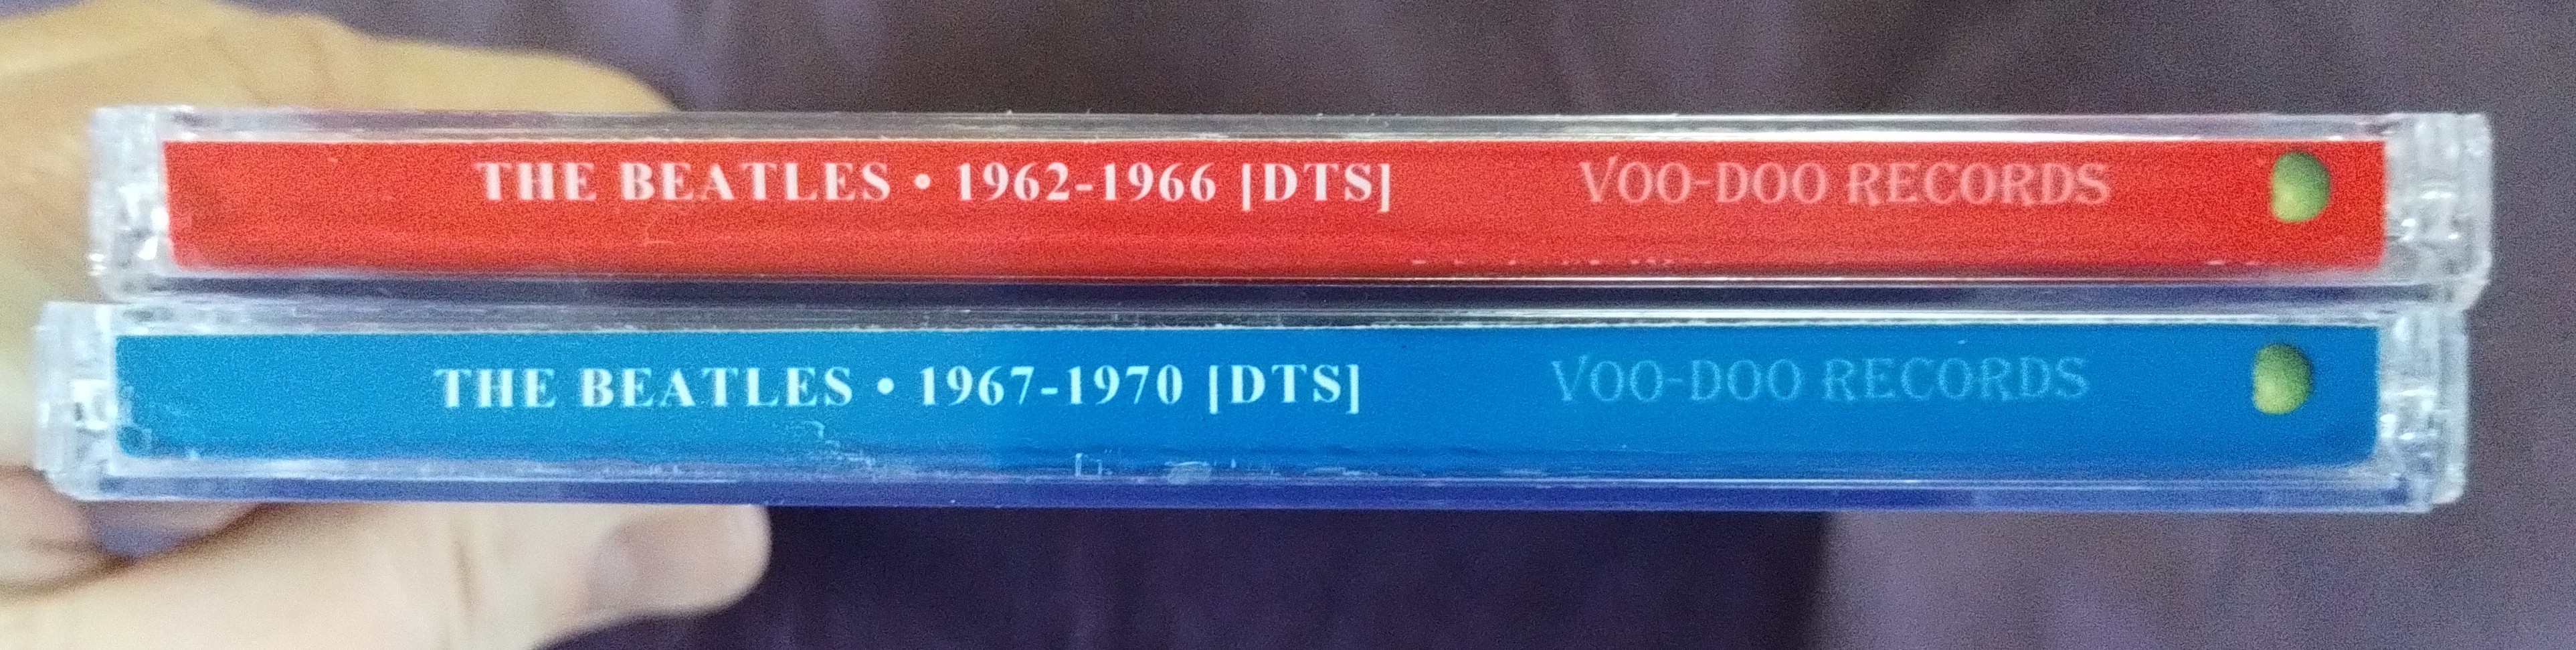 THE BEATLES • 1962-1966 [DTS] VOO-DOO RECORDS
THE BEATLES • 1967-1970 [DTS] VOO-DOO RECORDS